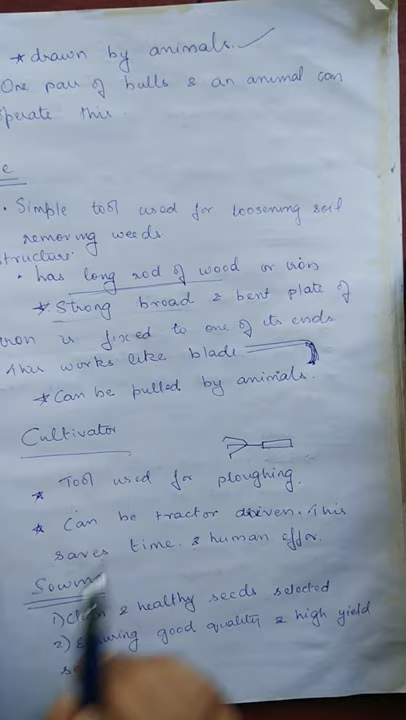 * drawn by animals.
One pair of bulls & an animal can
operate this.
e
• Simple tool used for loosening soil
removing weeds.
structure:
• has long rod of wood or iron
* Strong broad & bent plate of
iron is fixed to one of its ends.
This works like blade
* Can be pulled by animals.
Cultivator
* Tool used for ploughing.
* Can be tractor driven. This
saves time & human effor.
Sowin
1) & healthy seeds selected
2) good quality & high yield